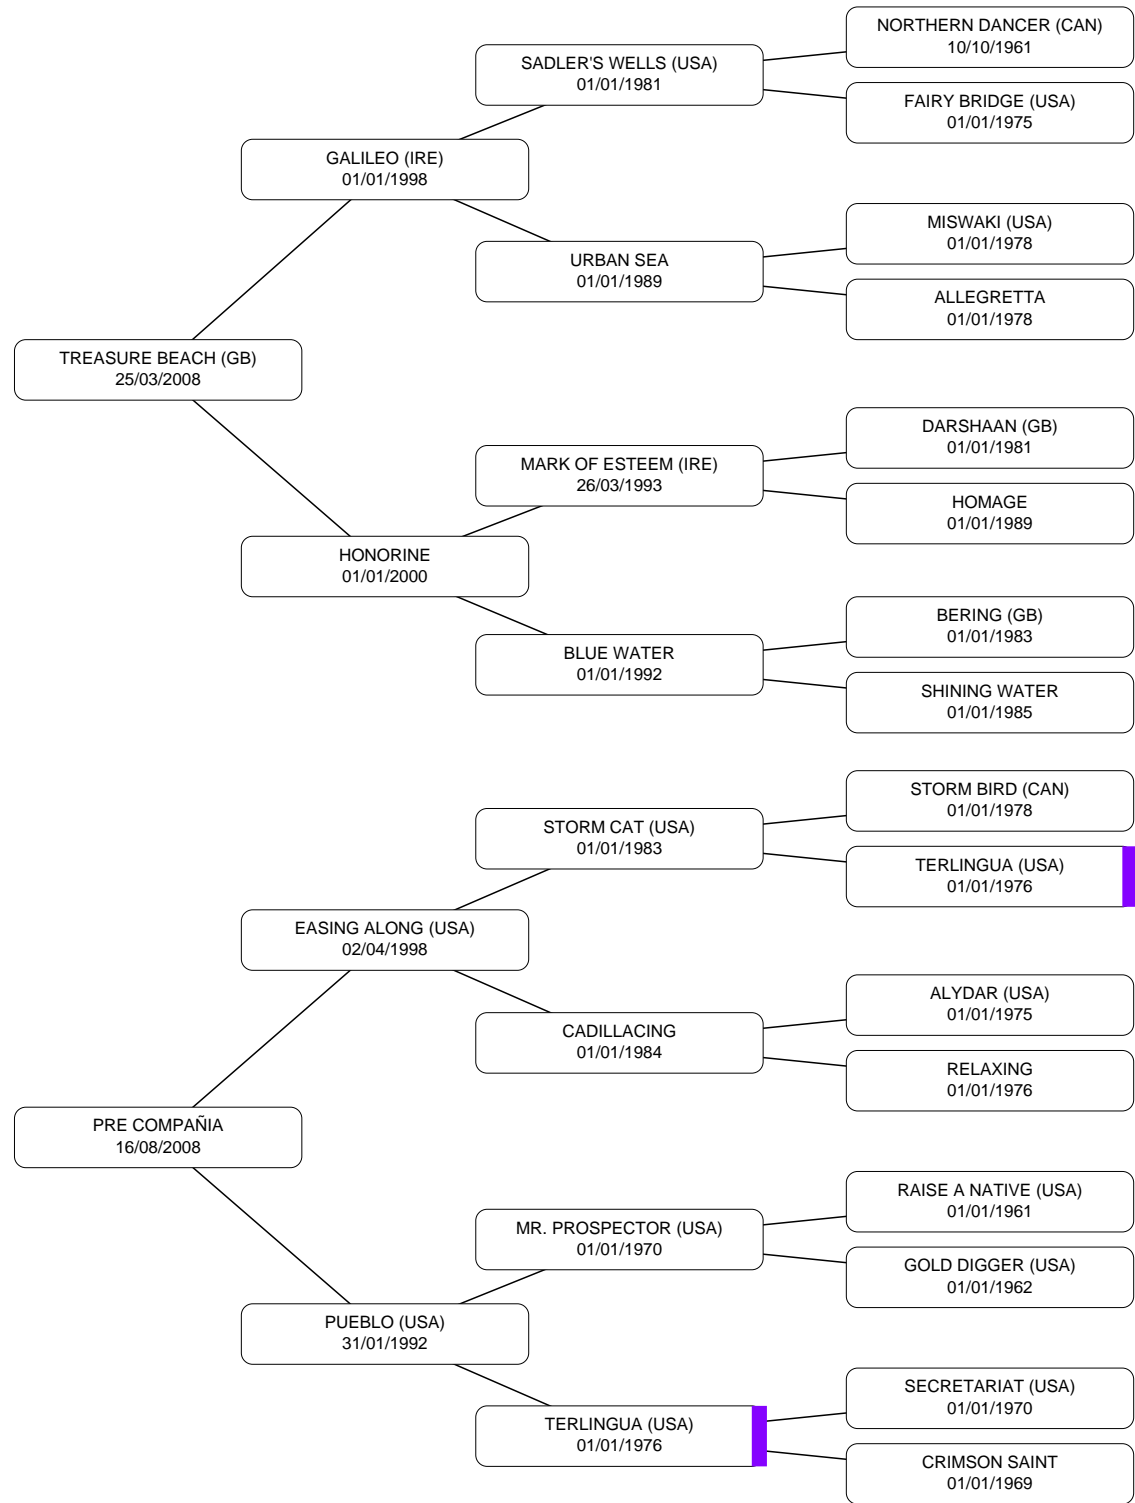 NORTHERN DANCER (CAN)
10/10/1961
SADLER'S WELLS (USA)
01/01/1981
FAIRY BRIDGE (USA)
01/01/1975
GALILEO (IRE)
01/01/1998
MISWAKI (USA)
01/01/1978
URBAN SEA
01/01/1989
ALLEGRETTA
01/01/1978
TREASURE BEACH (GB)
25/03/2008
DARSHAAN (GB)
01/01/1981
MARK OF ESTEEM (IRE)
26/03/1993
HOMAGE
01/01/1989
HONORINE
01/01/2000
BERING (GB)
01/01/1983
BLUE WATER
01/01/1992
SHINING WATER
01/01/1985
STORM BIRD (CAN)
01/01/1978
STORM CAT (USA)
01/01/1983
TERLINGUA (USA)
01/01/1976
EASING ALONG (USA)
02/04/1998
ALYDAR (USA)
01/01/1975
CADILLACING
01/01/1984
RELAXING
01/01/1976
PRE COMPAÑIA
16/08/2008
RAISE A NATIVE (USA)
01/01/1961
MR. PROSPECTOR (USA)
01/01/1970
GOLD DIGGER (USA)
01/01/1962
PUEBLO (USA)
31/01/1992
SECRETARIAT (USA)
01/01/1970
TERLINGUA (USA)
01/01/1976
CRIMSON SAINT
01/01/1969